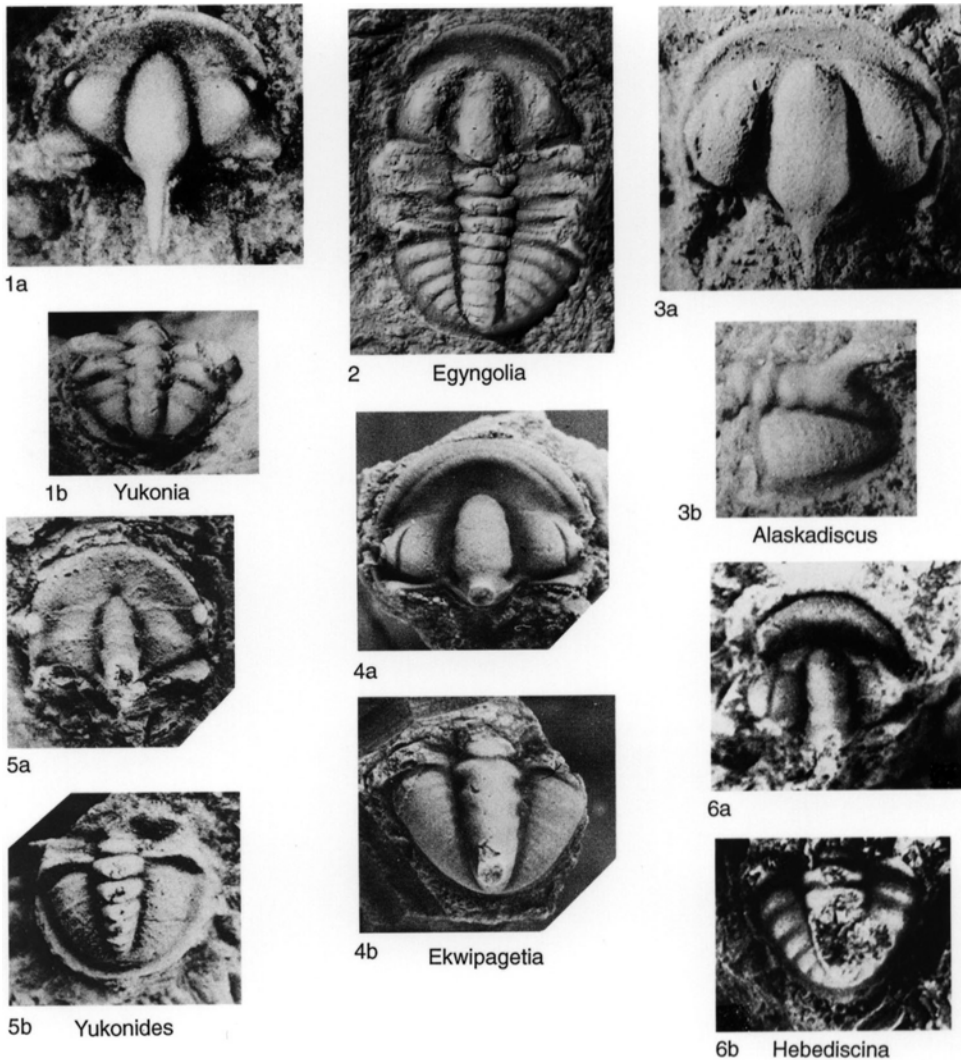 1a
2 Egyngolia
3a
1b Yukonia
3b
Alaskadiscus
4a
5a
4b Ekwipagetia
6a
5b Yukonides
6b Hebediscina